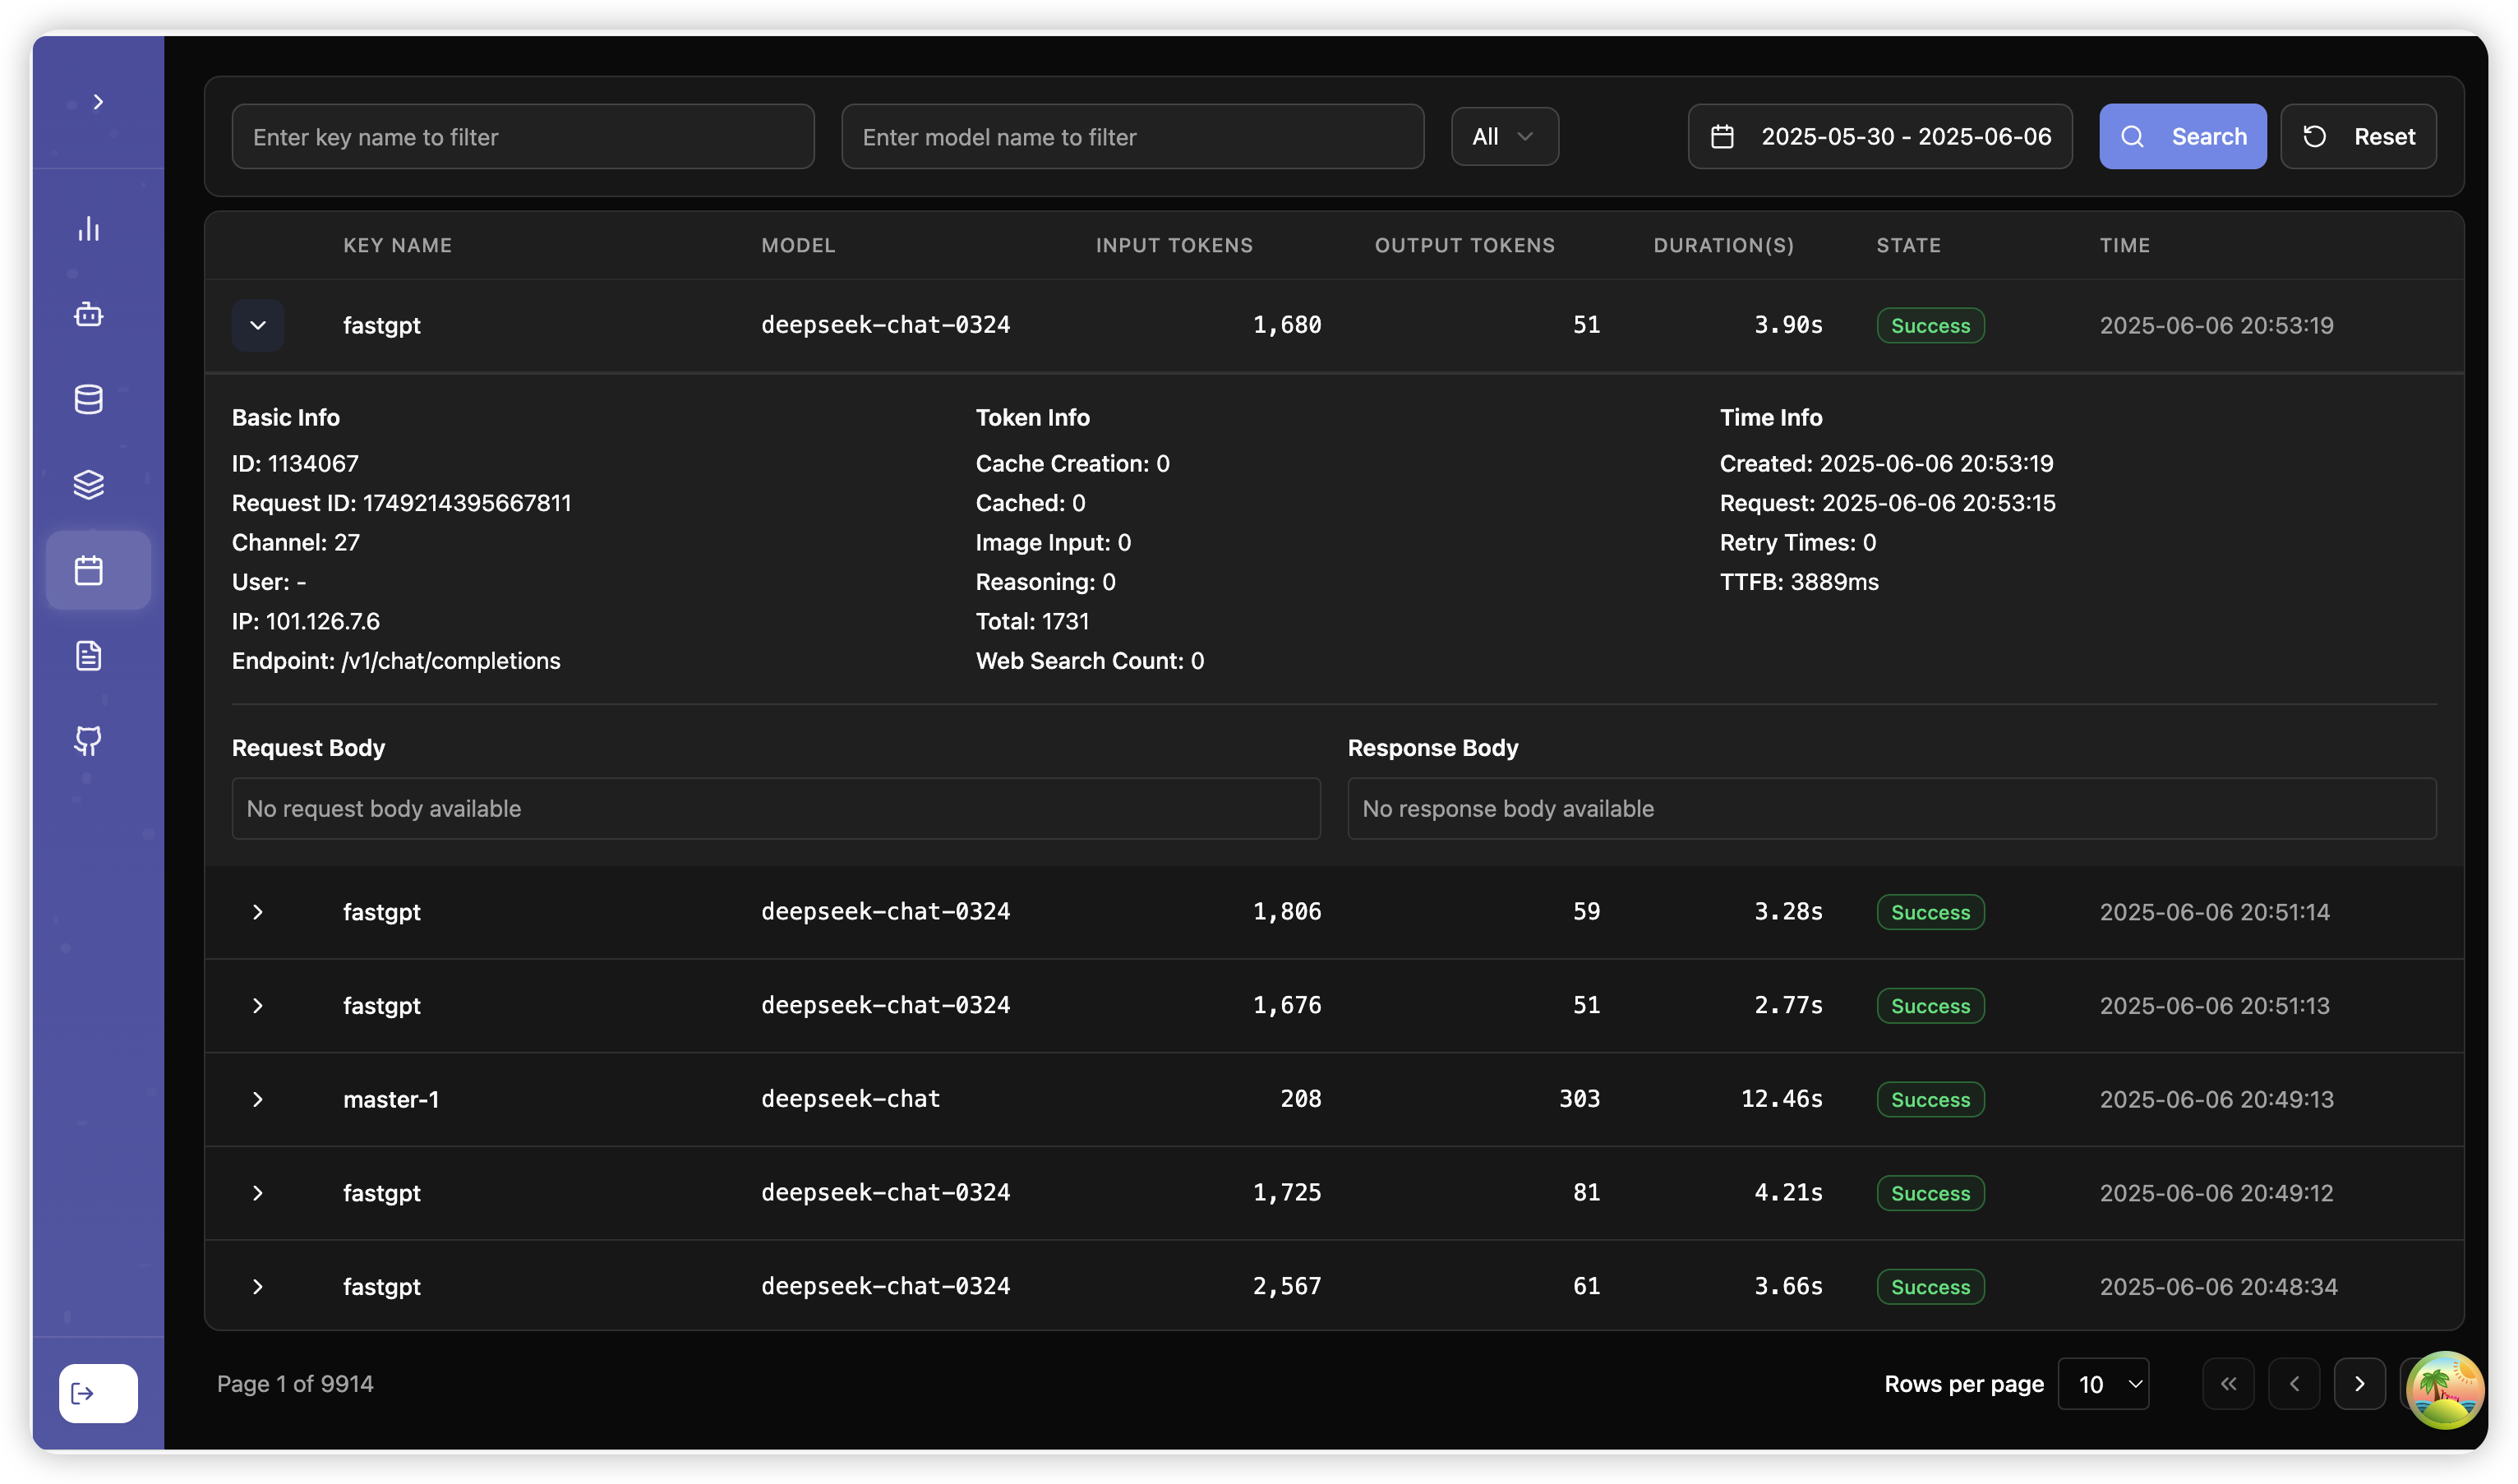 Enter key name to filter
Enter model name to filter
All
2025-05-30 - 2025-06-06
Search
Reset
KEY NAME MODEL INPUT TOKENS OUTPUT TOKENS DURATION(S) STATE TIME
fastgpt deepseek-chat-0324 1,680 51 3.90s Success 2025-06-06 20:53:19
Basic Info
ID: 1134067
Request ID: 1749214395667811
Channel: 27
User: -
IP: 101.126.7.6
Endpoint: /v1/chat/completions
Token Info
Cache Creation: 0
Cached: 0
Image Input: 0
Reasoning: 0
Total: 1731
Web Search Count: 0
Time Info
Created: 2025-06-06 20:53:19
Request: 2025-06-06 20:53:15
Retry Times: 0
TTFB: 3889ms
Request Body
No request body available
Response Body
No response body available
fastgpt deepseek-chat-0324 1,806 59 3.28s Success 2025-06-06 20:51:14
fastgpt deepseek-chat-0324 1,676 51 2.77s Success 2025-06-06 20:51:13
master-1 deepseek-chat 208 303 12.46s Success 2025-06-06 20:49:13
fastgpt deepseek-chat-0324 1,725 81 4.21s Success 2025-06-06 20:49:12
fastgpt deepseek-chat-0324 2,567 61 3.66s Success 2025-06-06 20:48:34
Page 1 of 9914
Rows per page 10